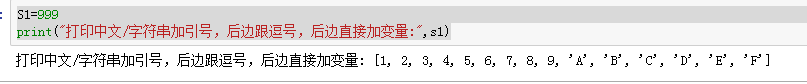 S1=999
print("打印中文/字符串加引号，后边跟逗号，后边直接加变量:",s1)
打印中文/字符串加引号，后边跟逗号，后边直接加变量: [1, 2, 3, 4, 5, 6, 7, 8, 9, 'A', 'B', 'C', 'D', 'E', 'F']